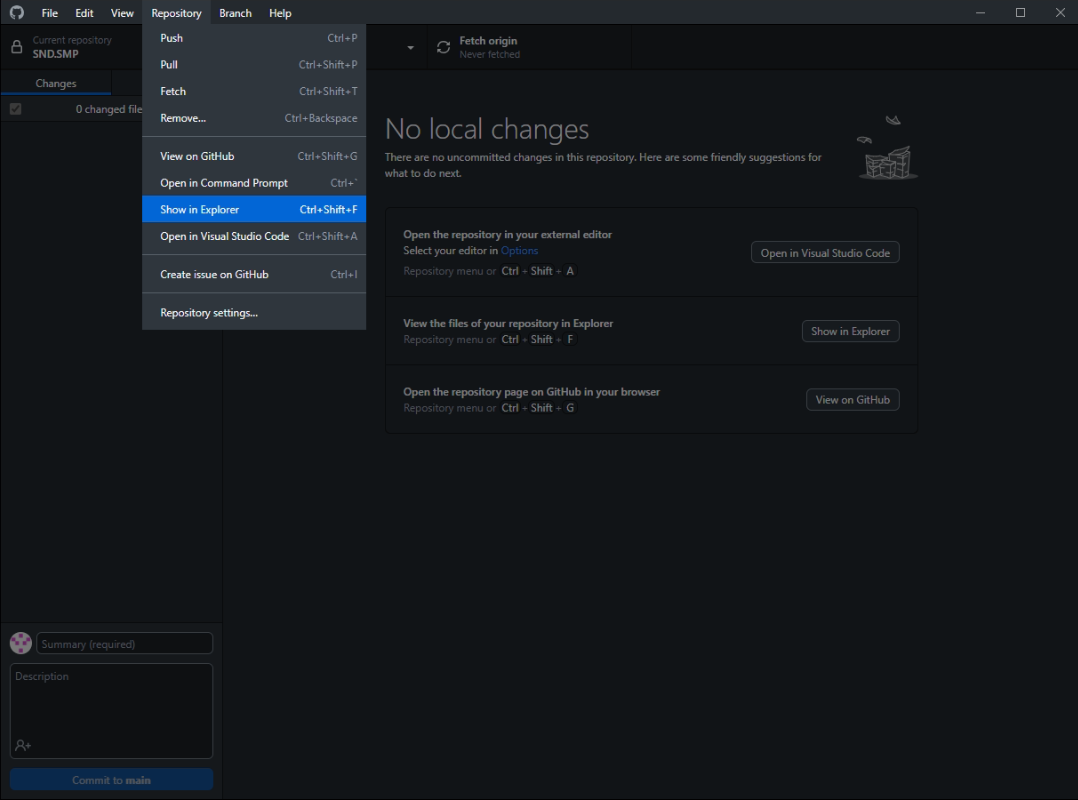 File Edit View Repository Branch Help
Current repository
SND.SMP
Fetch origin
Never fetched
Changes
0 changed file
Push Ctrl+P
Pull Ctrl+Shift+P
Fetch Ctrl+Shift+T
Remove... Ctrl+Backspace
View on GitHub Ctrl+Shift+G
Open in Command Prompt Ctrl+`
Show in Explorer Ctrl+Shift+F
Open in Visual Studio Code Ctrl+Shift+A
Create issue on GitHub Ctrl+I
Repository settings...
No local changes
There are no uncommitted changes in this repository. Here are some friendly suggestions for
what to do next.
Open the repository in your external editor
Select your editor in Options
Repository menu or Ctrl + Shift + A
Open in Visual Studio Code
View the files of your repository in Explorer
Repository menu or Ctrl + Shift + F
Show in Explorer
Open the repository page on GitHub in your browser
Repository menu or Ctrl + Shift + G
View on GitHub
Summary (required)
Description
Commit to main